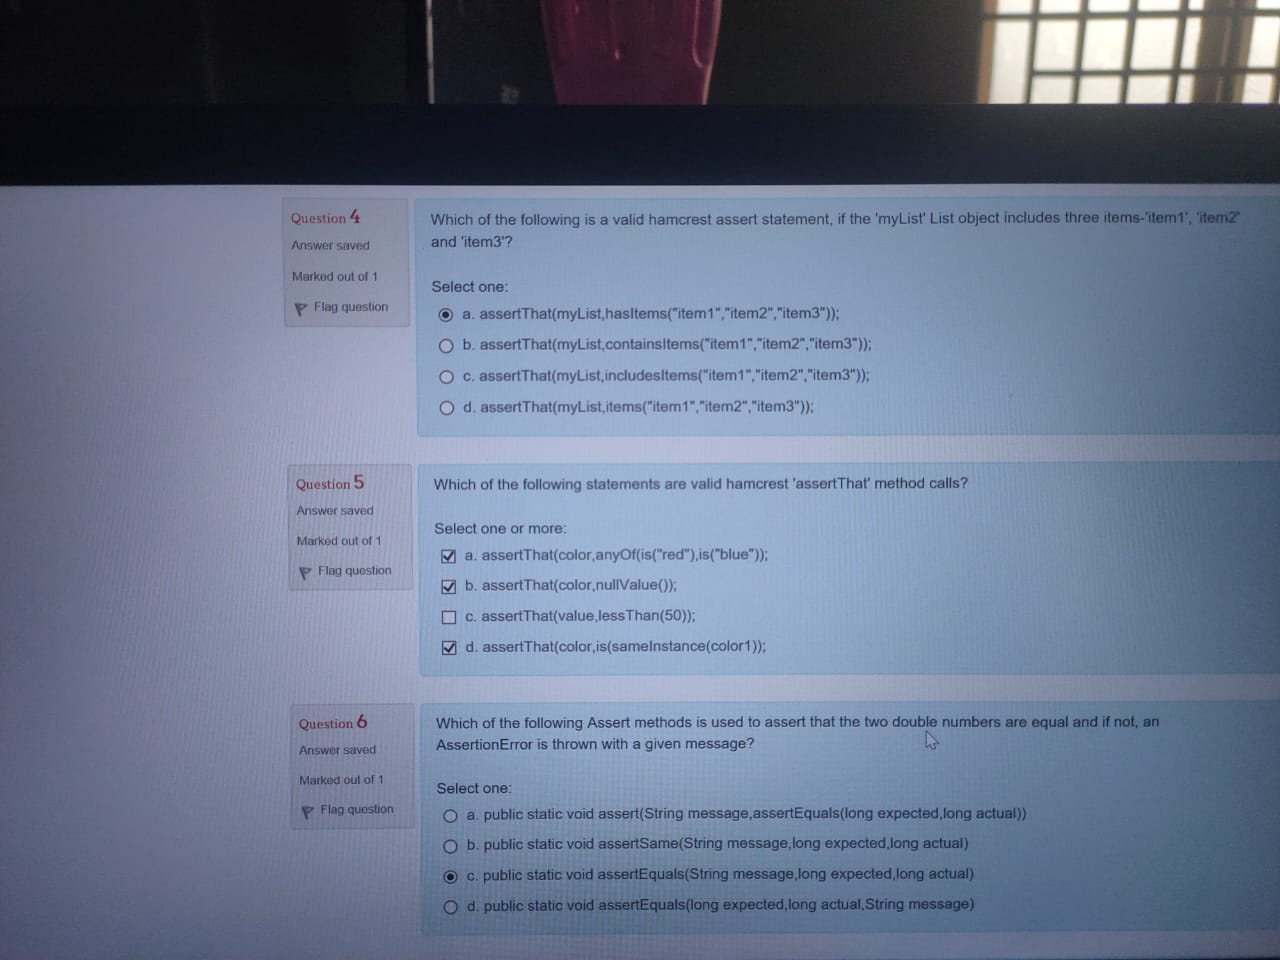 Question 4
Answer saved
Marked out of 1
Flag question
Which of the following is a valid hamcrest assert statement, if the 'myList' List object includes three items-'item1', 'item2'
and 'item3'?
Select one:
a. assertThat(myList,hasItems("item1","item2","item3"));
b. assertThat(myList,containsItems("item1","item2","item3"));
c. assertThat(myList,includesItems("item1","item2","item3"));
d. assertThat(myList,items("item1","item2","item3"));
Question 5
Answer saved
Marked out of 1
Flag question
Which of the following statements are valid hamcrest 'assertThat' method calls?
Select one or more:
a. assertThat(color,anyOf(is("red"),is("blue"));
b. assertThat(color,nullValue());
c. assertThat(value,lessThan(50));
d. assertThat(color,is(sameInstance(color1));
Question 6
Answer saved
Marked out of 1
Flag question
Which of the following Assert methods is used to assert that the two double numbers are equal and if not, an
AssertionError is thrown with a given message?
Select one:
a. public static void assert(String message,assertEquals(long expected,long actual))
b. public static void assertSame(String message,long expected,long actual)
c. public static void assertEquals(String message,long expected,long actual)
d. public static void assertEquals(long expected,long actual,String message)